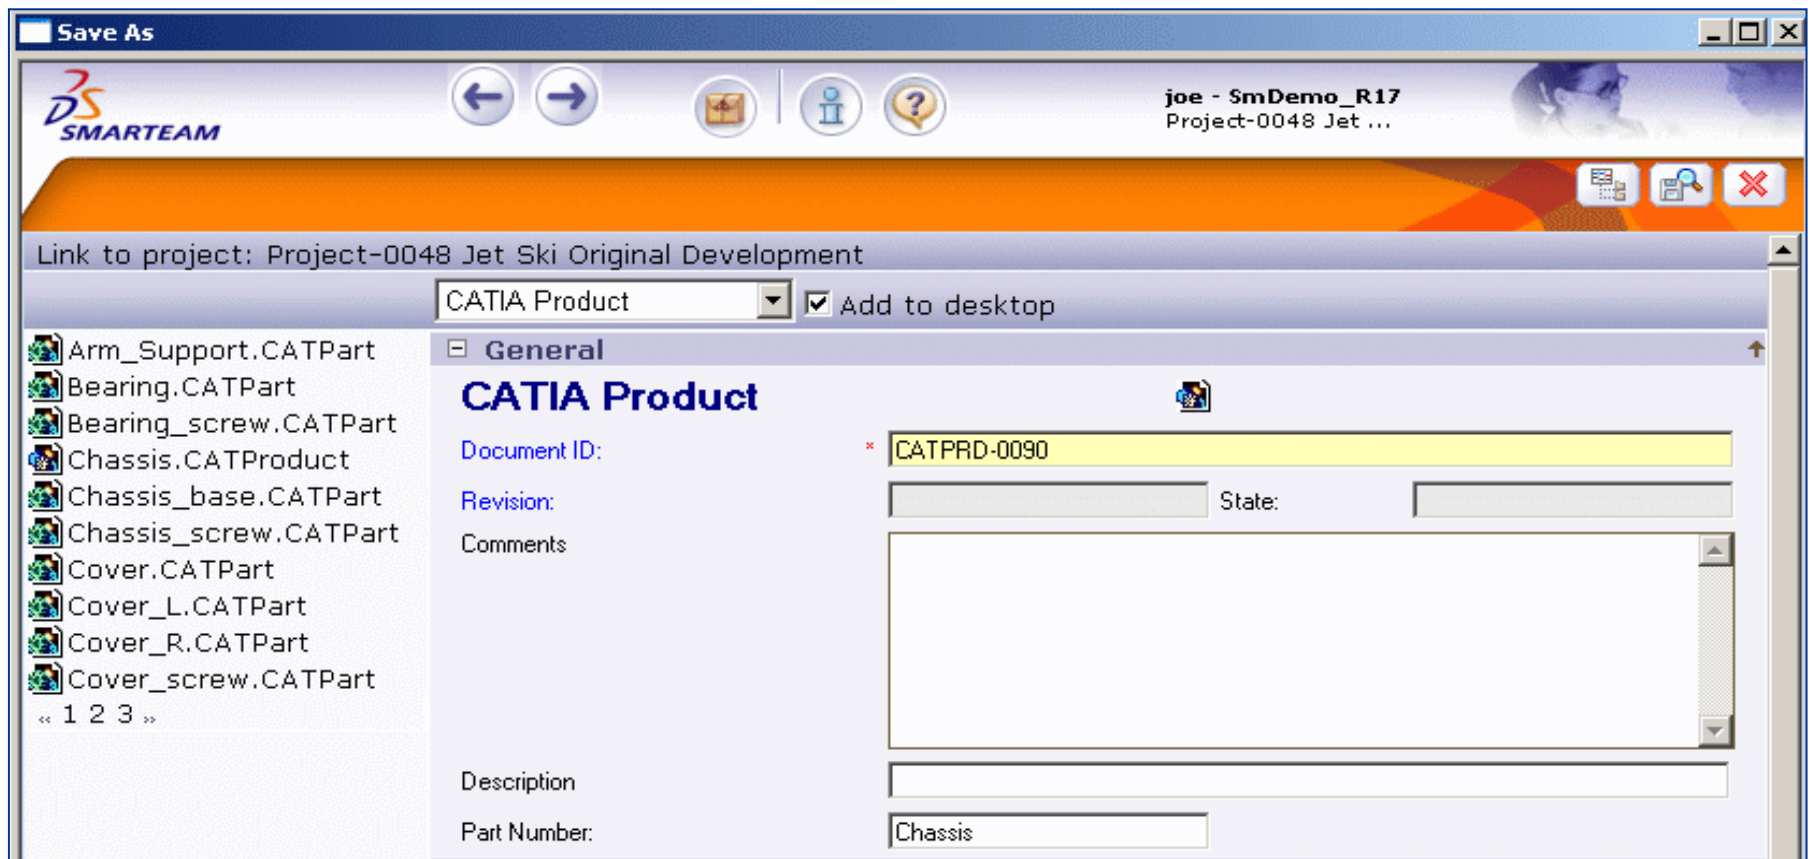 Save As
DS
SMARTEAM
joe - SmDemo_R17
Project-0048 Jet ...
Link to project: Project-0048 Jet Ski Original Development
CATIA Product
Add to desktop
Arm_Support.CATPart
Bearing.CATPart
Bearing_screw.CATPart
Chassis.CATProduct
Chassis_base.CATPart
Chassis_screw.CATPart
Cover.CATPart
Cover_L.CATPart
Cover_R.CATPart
Cover_screw.CATPart
« 1 2 3 »
General
CATIA Product
Document ID: * CATPRD-0090
Revision: State:
Comments
Description
Part Number: Chassis